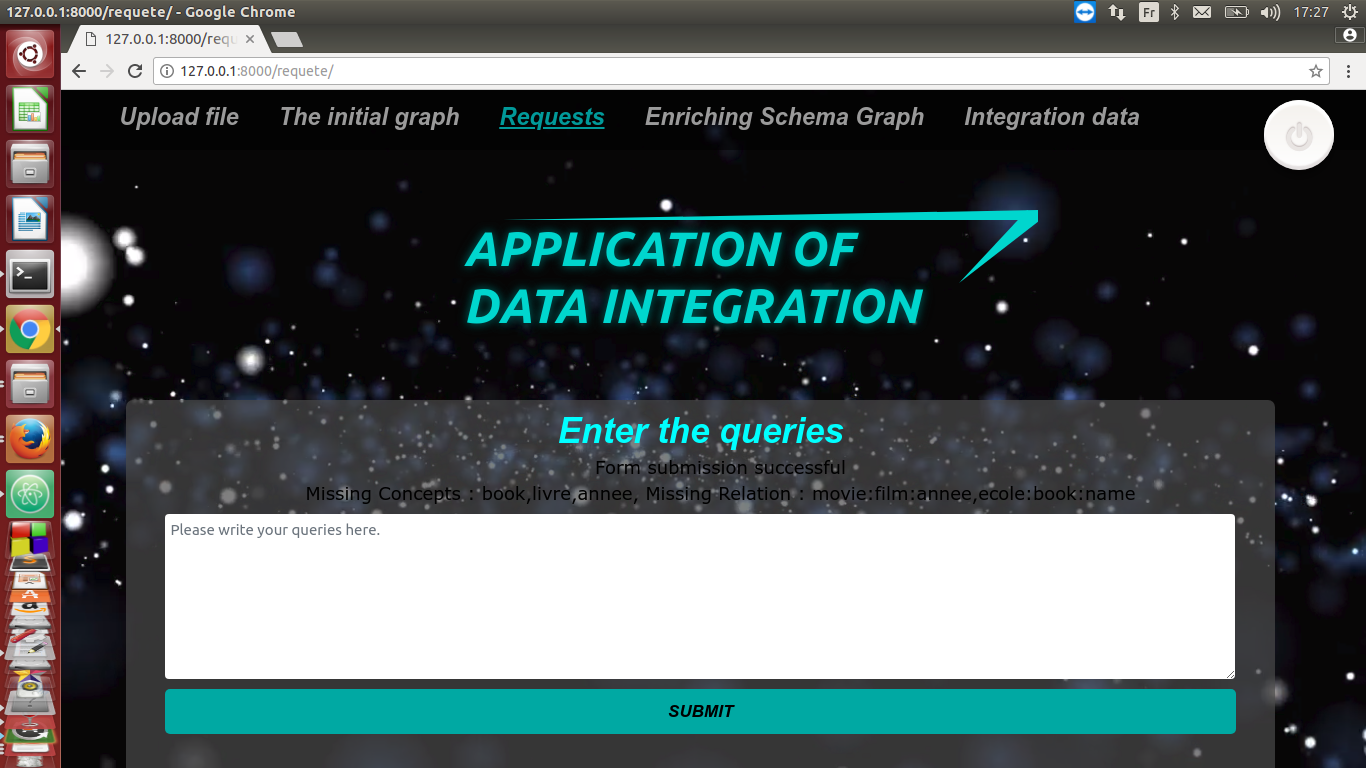 127.0.0.1:8000/requete/ - Google Chrome
Fr
17:27
127.0.0.1:8000/requ
127.0.0.1:8000/requete/
Upload file
The initial graph
Requests
Enriching Schema Graph
Integration data
APPLICATION OF
DATA INTEGRATION
Enter the queries
Form submission successful
Missing Concepts : book,livre,annee, Missing Relation : movie:film:annee,ecole:book:name
Please write your queries here.
SUBMIT